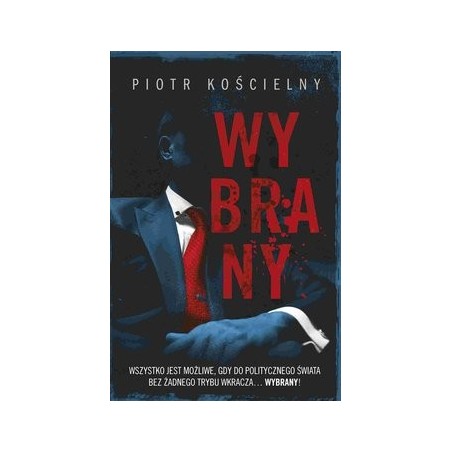 PIOTR KOŚCIELNY
WY
BRA
NY
WSZYSTKO JEST MOŻLIWE, GDY DO POLITYCZNEGO ŚWIATA
BEZ ŻADNEGO TRYBU WKRACZA... WYBRANY!